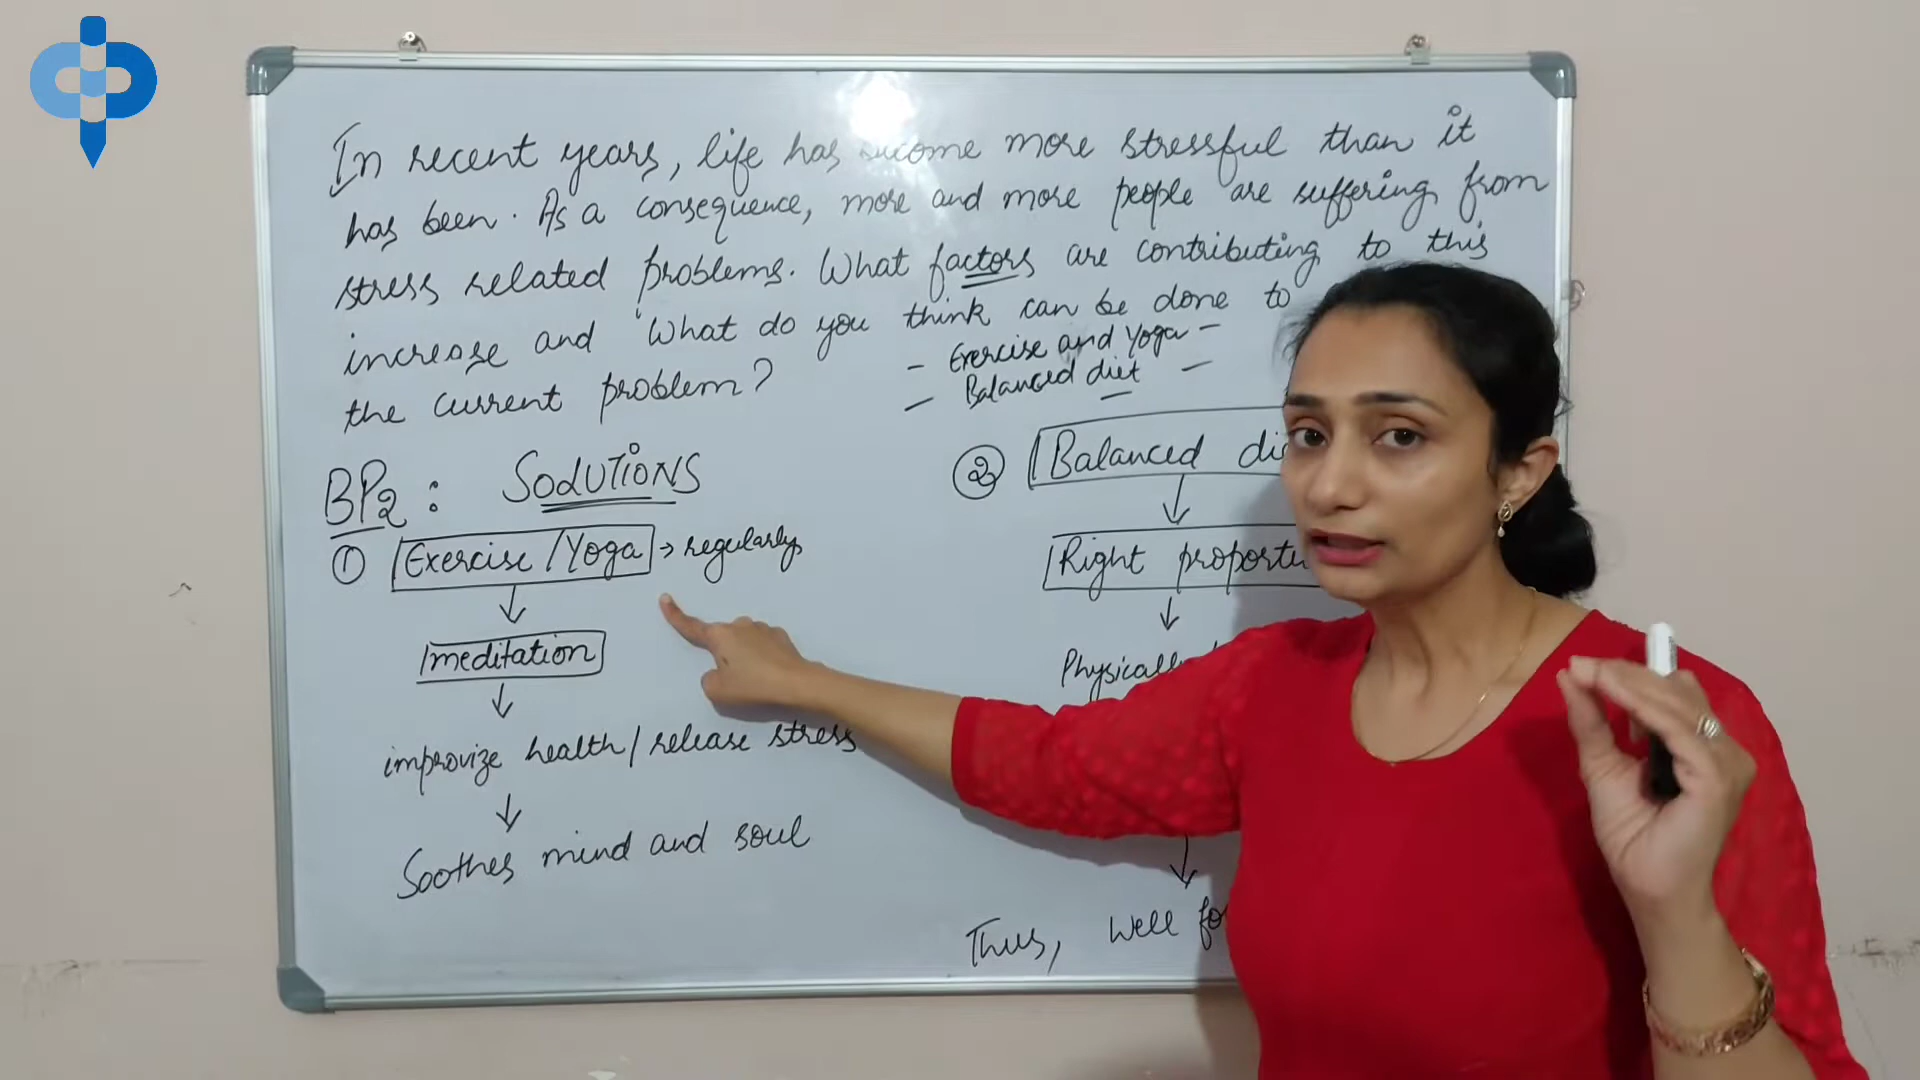 In recent years, life has become more stressful than it
has been. As a consequence, more and more people are suffering from
stress related problems. What factors are contributing to this
increase and What do you think can be done to
the current problem?
- Exercise and Yoga -
- Balanced diet -
BP2 : SOLUTIONS
① Exercise/Yoga → regularly
↓
meditation
↓
improvize health/release stress
↓
Soothes mind and soul
② Balanced
↓
Right
↓
↓
Thus, well